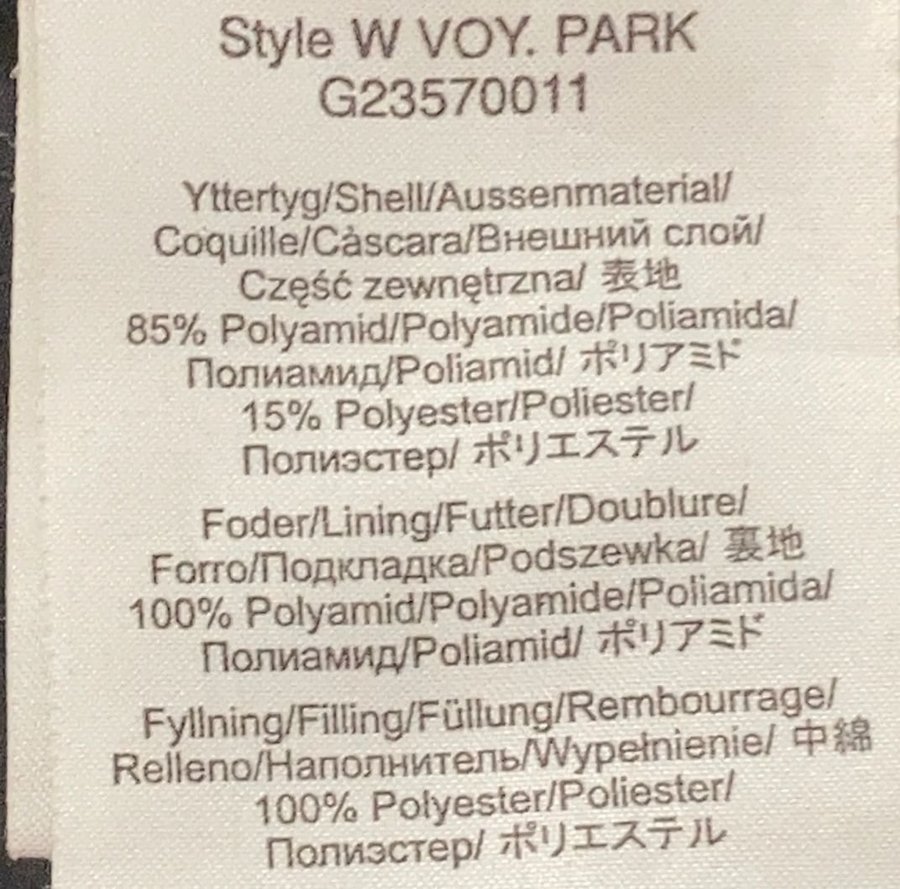 Style W VOY. PARK
G23570011
Yttertyg/Shell/Aussenmaterial/
Coquille/Càscara/Внешний слой/
Część zewnętrzna/ 表地
85% Polyamid/Polyamide/Poliamida/
Полиамид/Poliamid/ ポリアミド
15% Polyester/Poliester/
Полиэстер/ ポリエステル
Foder/Lining/Futter/Doublure/
Forro/Подкладка/Podszewka/ 裏地
100% Polyamid/Polyamide/Poliamida/
Полиамид/Poliamid/ ポリアミド
Fyllning/Filling/Füllung/Rembourrage/
Relleno/Наполнитель/Wypełnienie/ 中綿
100% Polyester/Poliester/
Полиэстер/ ポリエステル